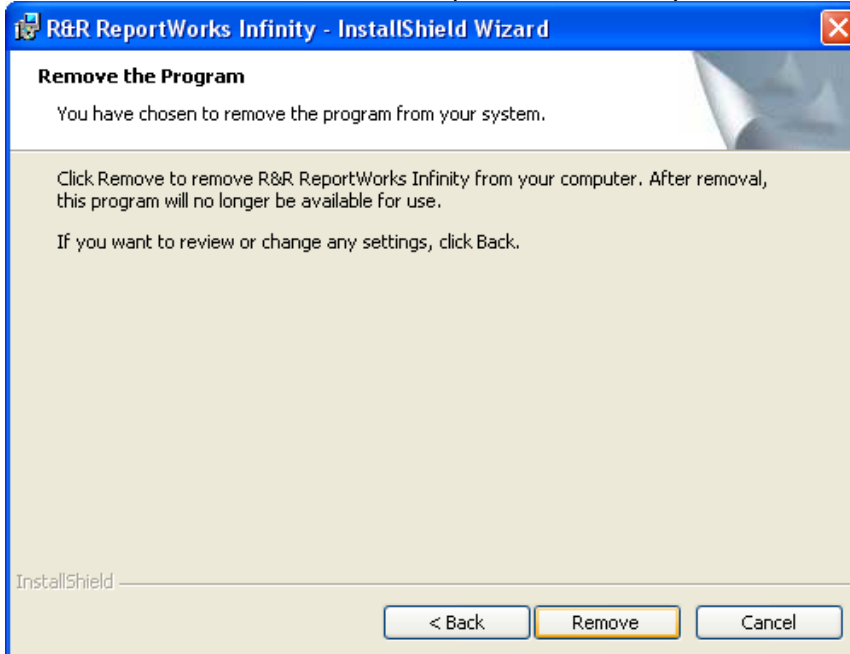 R&R ReportWorks Infinity - InstallShield Wizard
Remove the Program
You have chosen to remove the program from your system.
Click Remove to remove R&R ReportWorks Infinity from your computer. After removal,
this program will no longer be available for use.
If you want to review or change any settings, click Back.
InstallShield
< Back Remove Cancel